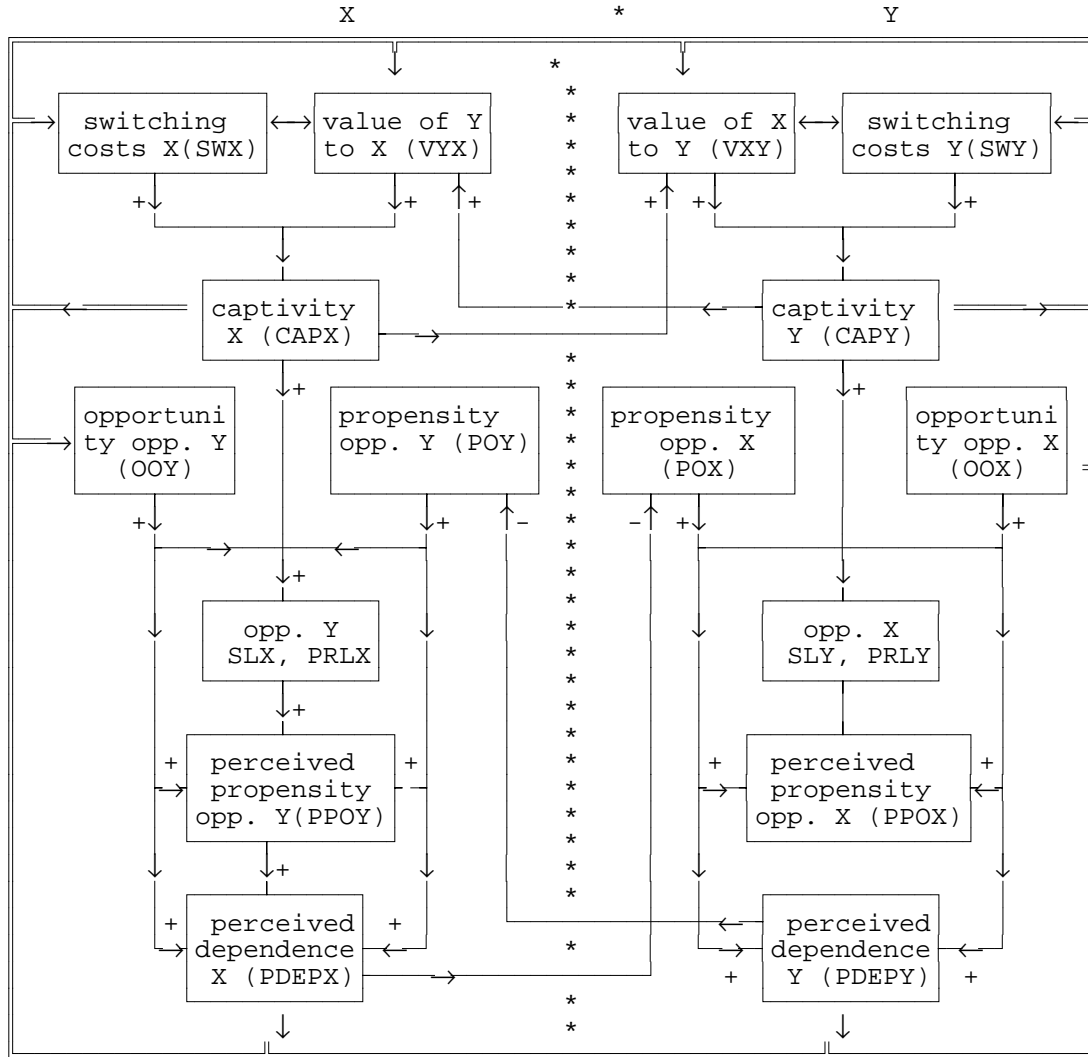 X * Y
switching
costs X(SWX)
value of Y
to X (VYX)
value of X
to Y (VXY)
switching
costs Y(SWY)
+ + + + + +
captivity
X (CAPX)
captivity
Y (CAPY)
+ +
opportuni
ty opp. Y
(OOY)
propensity
opp. Y (POY)
propensity
opp. X
(POX)
opportuni
ty opp. X
(OOX)
+ + - - + +
+
opp. Y
SLX, PRLX
opp. X
SLY, PRLY
+
+ +
perceived
propensity
opp. Y(PPOY)
+ +
perceived
propensity
opp. X (PPOX)
+
+ +
perceived
dependence
X (PDEPX)
perceived
dependence
Y (PDEPY)
+ +